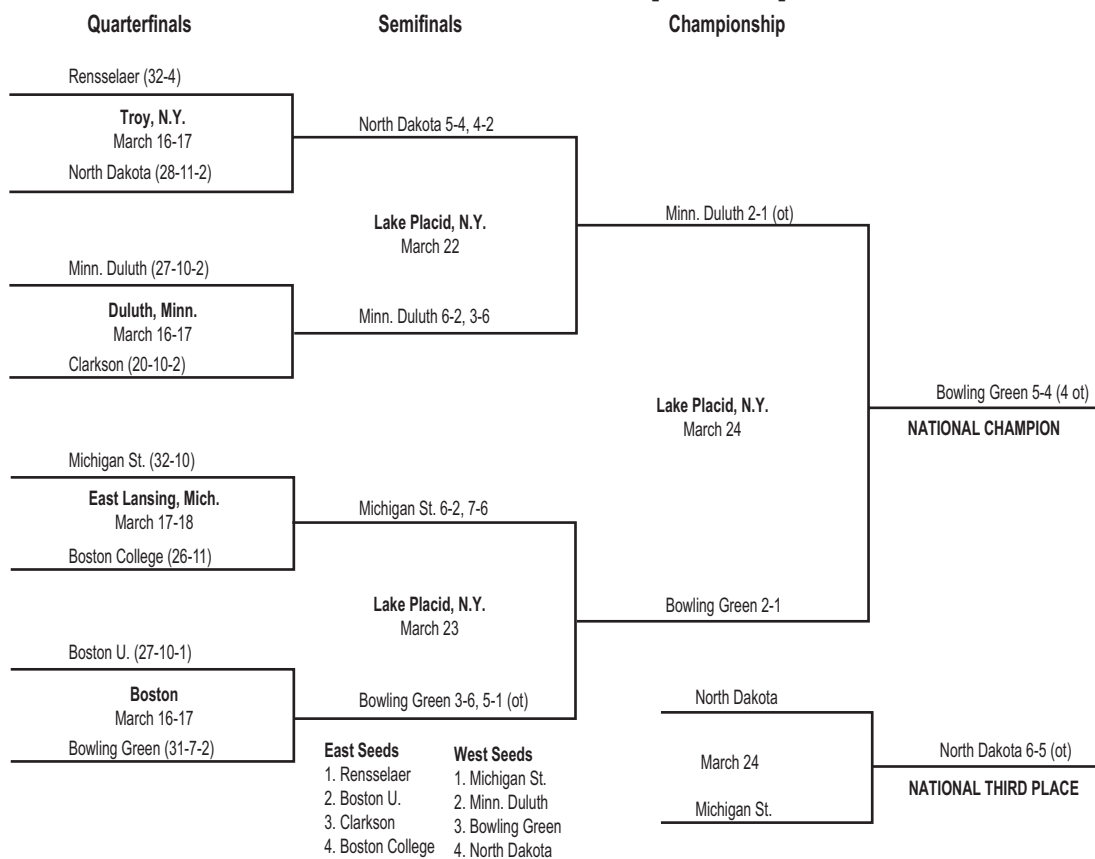 Quarterfinals
Semifinals
Championship
Rensselaer (32-4)
Troy, N.Y.
March 16-17
North Dakota (28-11-2)
Minn. Duluth (27-10-2)
Duluth, Minn.
March 16-17
Clarkson (20-10-2)
Michigan St. (32-10)
East Lansing, Mich.
March 17-18
Boston College (26-11)
Boston U. (27-10-1)
Boston
March 16-17
Bowling Green (31-7-2)
North Dakota 5-4, 4-2
Lake Placid, N.Y.
March 22
Minn. Duluth 6-2, 3-6
Michigan St. 6-2, 7-6
Lake Placid, N.Y.
March 23
Bowling Green 3-6, 5-1 (ot)
East Seeds
1. Rensselaer
2. Boston U.
3. Clarkson
4. Boston College
West Seeds
1. Michigan St.
2. Minn. Duluth
3. Bowling Green
4. North Dakota
Minn. Duluth 2-1 (ot)
Lake Placid, N.Y.
March 24
Bowling Green 2-1
Bowling Green 5-4 (4 ot)
NATIONAL CHAMPION
North Dakota
March 24
Michigan St.
North Dakota 6-5 (ot)
NATIONAL THIRD PLACE